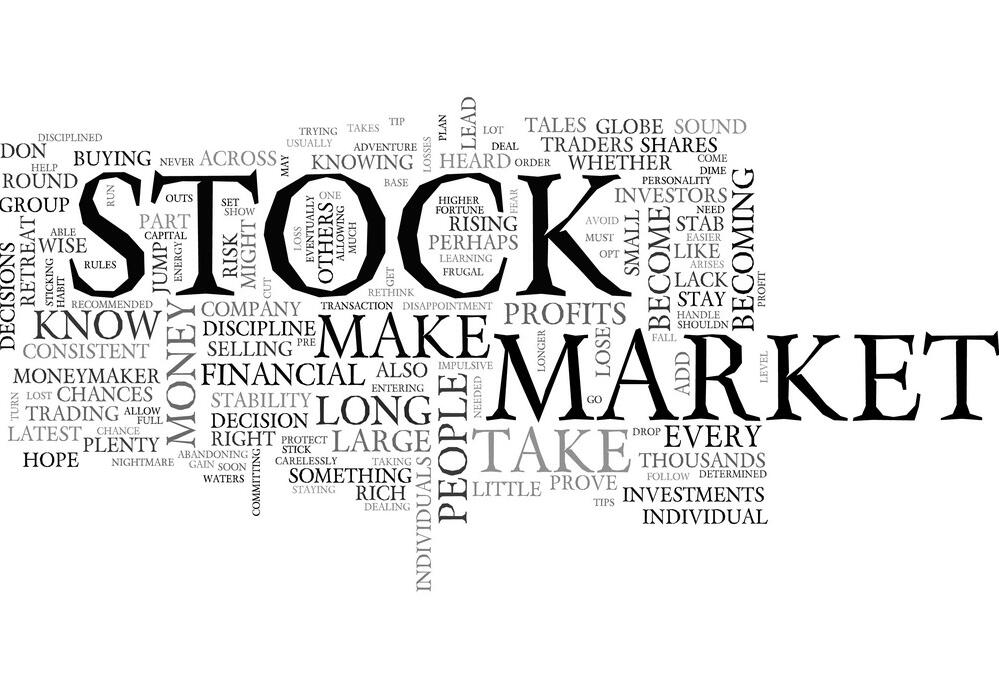 DISCIPLINED
DON
HELP
BUYING
NEVER
ACROSS
TRYING
USUALLY
TAKES
TIP
ADVENTURE
KNOWING
BASE
LOSSES
PLAN
LEAD
LOT
DEAL
HEARD
ORDER
TALES
GLOBE
SOUND
TRADERS
SHARES
WHETHER
COME
DIME
PERSONALITY
ROUND
GROUP
RUN
OUTS
SET
SHOW
MAY
STOCK
PART
CAPITAL
ENERGY
ABLE
WISE
RULES
RETREAT
STICKING
HABIT
DECISIONS
JUMP
RISK
MIGHT
CUT
LOSS
EVENTUALLY
OTHERS
ONE
ALLOWING
MUCH
HIGHER
FORTUNE
FEAR
RISING
PERHAPS
LEARNING
FRUGAL
GET
RETHINK
AVOID
MUST
OPT
SMALL
INVESTORS
BECOME
NEED
STAB
EASIER
LIKE
ARISES
LACK
STAY
HANDLE
SHOULDN
BECOMING
PROFIT
RECOMMENDED
KNOW
CONSISTENT
MONEY
COMPANY
TRANSACTION
DISAPPOINTMENT
PROFITS
DISCIPLINE
PRE
MAKE
SELLING
MARKET
LONGER
LOSE
FALL
ADD
LEVEL
GO
MONEYMAKER
FINANCIAL
ALSO
IMPULSIVE
TURN
LOST
CHANCES
STABILITY
ENTERING
PEOPLE
NEEDED
TRADING
ALLOW
FULL
DECISION
LONG
LATEST
CHANCE
PLENTY
RIGHT
PROTECT
STICK
LARGE
TAKE
DROP
EVERY
HOPE
NIGHTMARE
ABANDONING
GAIN
SOON
CARELESSLY
TAKING
THOUSANDS
WATERS
COMMITTING
SOMETHING
STAYING
RICH
DEALING
INDIVIDUALS
LITTLE
PROVE
FOLLOW
DETERMINED
TIPS
INVESTMENTS
INDIVIDUAL